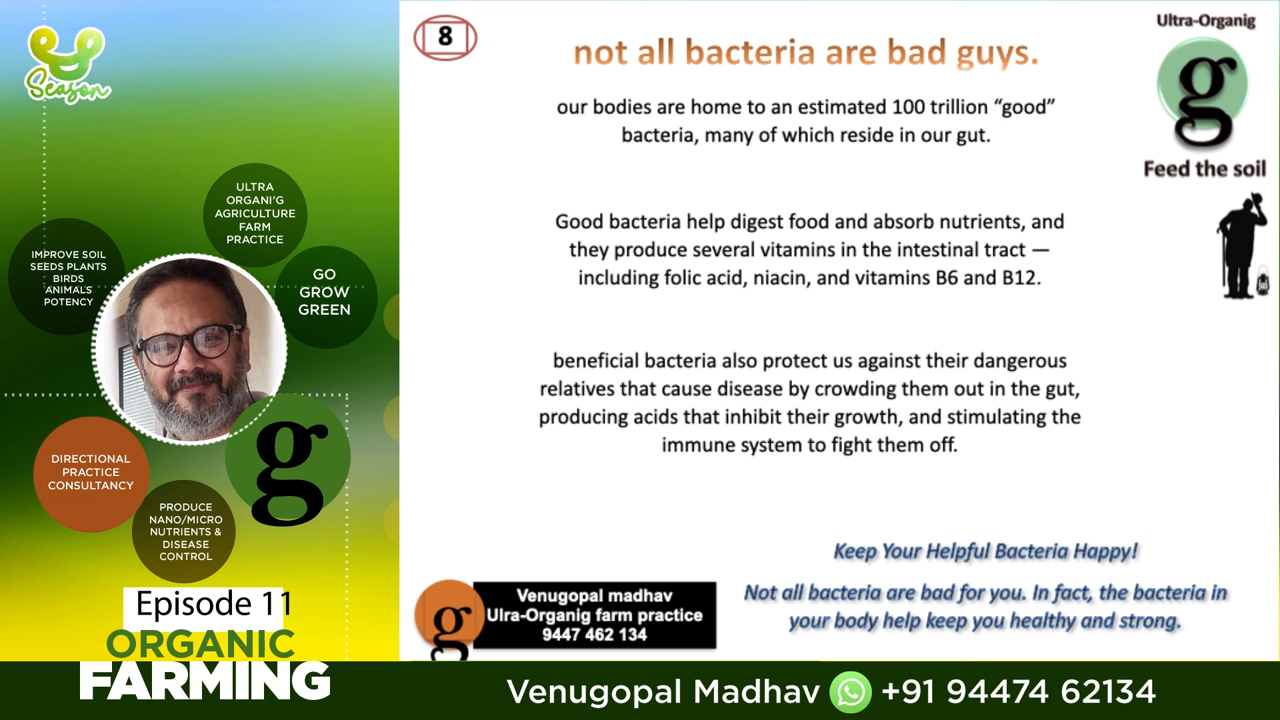 Season
ULTRA
ORGANI'G
AGRICULTURE
FARM
PRACTICE
IMPROVE SOIL
SEEDS PLANTS
BIRDS
ANIMALS
POTENCY
GO
GROW
GREEN
DIRECTIONAL
PRACTICE
CONSULTANCY
g
PRODUCE
NANO/MICRO
NUTRIENTS &
DISEASE
CONTROL
Episode 11
ORGANIC
FARMING
8
not all bacteria are bad guys.
our bodies are home to an estimated 100 trillion “good”
bacteria, many of which reside in our gut.
Good bacteria help digest food and absorb nutrients, and
they produce several vitamins in the intestinal tract —
including folic acid, niacin, and vitamins B6 and B12.
beneficial bacteria also protect us against their dangerous
relatives that cause disease by crowding them out in the gut,
producing acids that inhibit their growth, and stimulating the
immune system to fight them off.
Ultra-Organig
g
Feed the soil
Keep Your Helpful Bacteria Happy!
Not all bacteria are bad for you. In fact, the bacteria in
your body help keep you healthy and strong.
g
Venugopal madhav
Ulra-Organig farm practice
9447 462 134
Venugopal Madhav +91 94474 62134